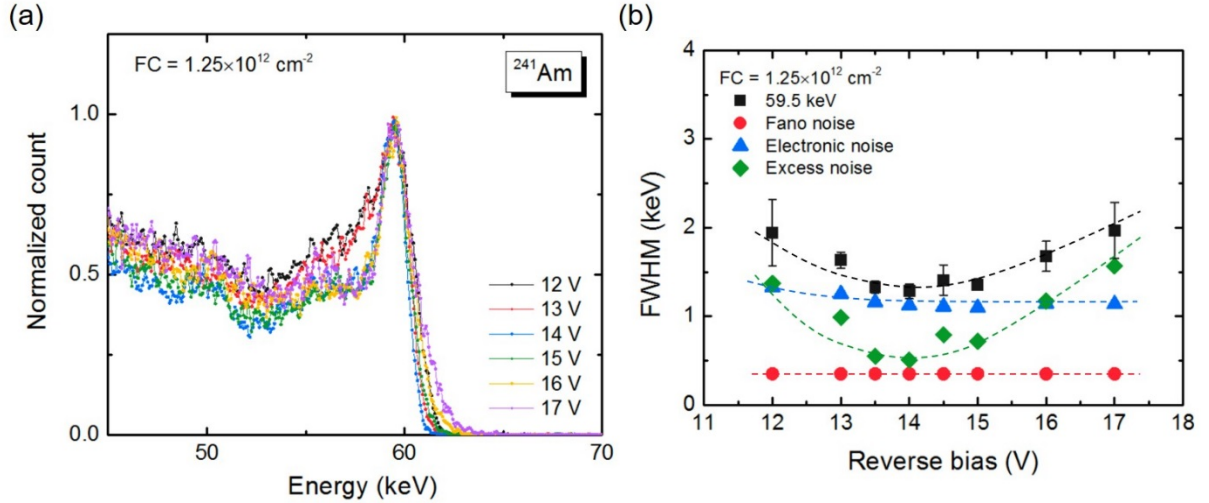 (a)
FC = 1.25×10¹² cm⁻²
²⁴¹Am
Normalized count
1.0
0.5
0.0
12 V
13 V
14 V
15 V
16 V
17 V
50 60 70
Energy (keV)
(b)
FC = 1.25×10¹² cm⁻²
59.5 keV
Fano noise
Electronic noise
Excess noise
FWHM (keV)
4
3
2
1
0
11 12 13 14 15 16 17 18
Reverse bias (V)